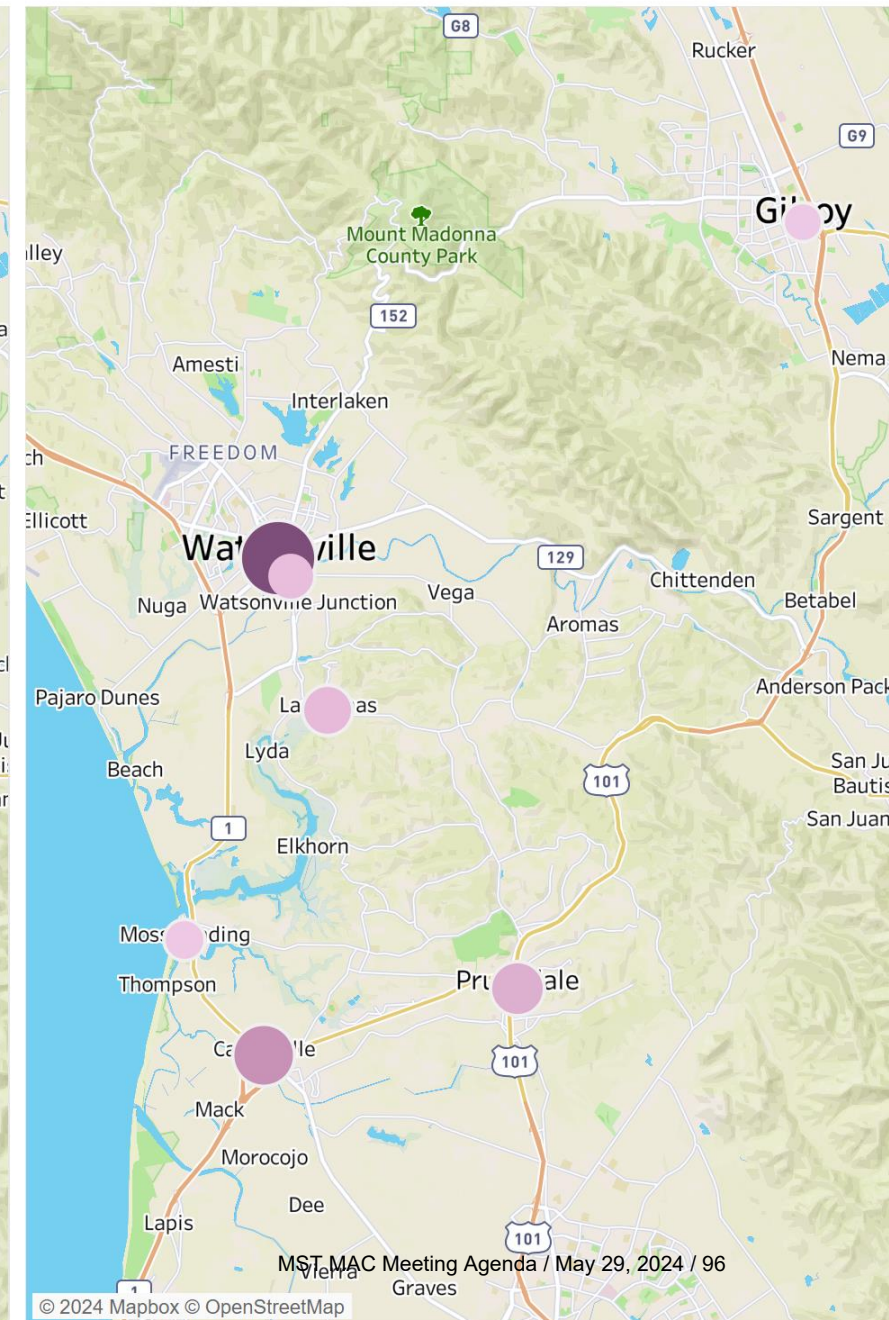 G8
Rucker
G9
Mount Madonna
County Park
152
Amesti
Interlaken
FREEDOM
Ellicott
Sargent
129
Chittenden
Nuga
Watsonville Junction
Vega
Betabel
Aromas
Pajaro Dunes
Lyda
Beach
101
1
Elkhorn
San Juan
Thompson
101
Mack
Morocojo
Dee
Lapis
101
MST MAC Meeting Agenda / May 29, 2024 / 96
Vierra
Graves
1
© 2024 Mapbox © OpenStreetMap